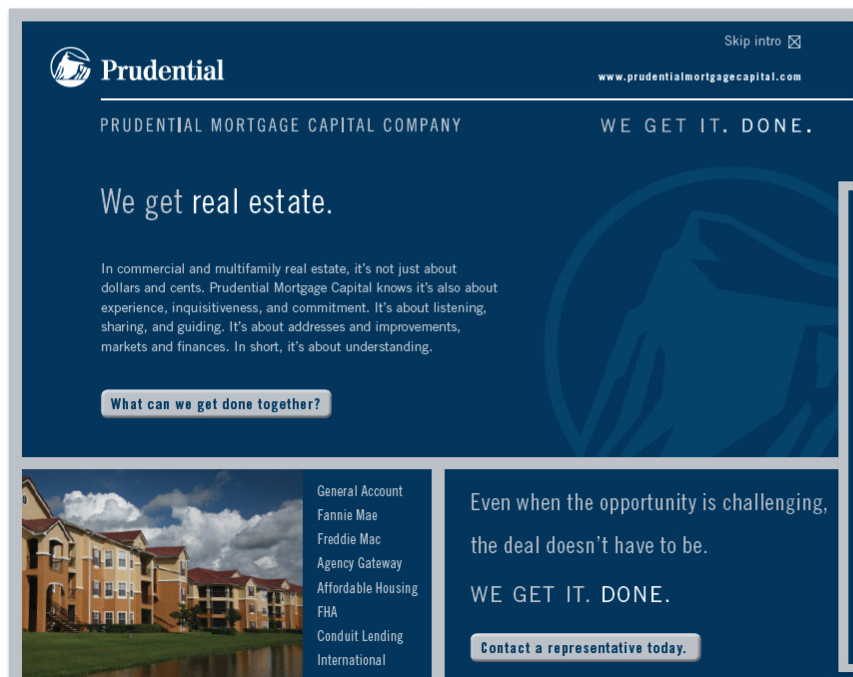 Skip intro
Prudential
www.prudentialmortgagecapital.com
PRUDENTIAL MORTGAGE CAPITAL COMPANY
WE GET IT. DONE.
We get real estate.
In commercial and multifamily real estate, it's not just about
dollars and cents. Prudential Mortgage Capital knows it's also about
experience, inquisitiveness, and commitment. It's about listening,
sharing, and guiding. It's about addresses and improvements,
markets and finances. In short, it's about understanding.
What can we get done together?
General Account
Fannie Mae
Freddie Mac
Agency Gateway
Affordable Housing
FHA
Conduit Lending
International
Even when the opportunity is challenging,
the deal doesn't have to be.
WE GET IT. DONE.
Contact a representative today.